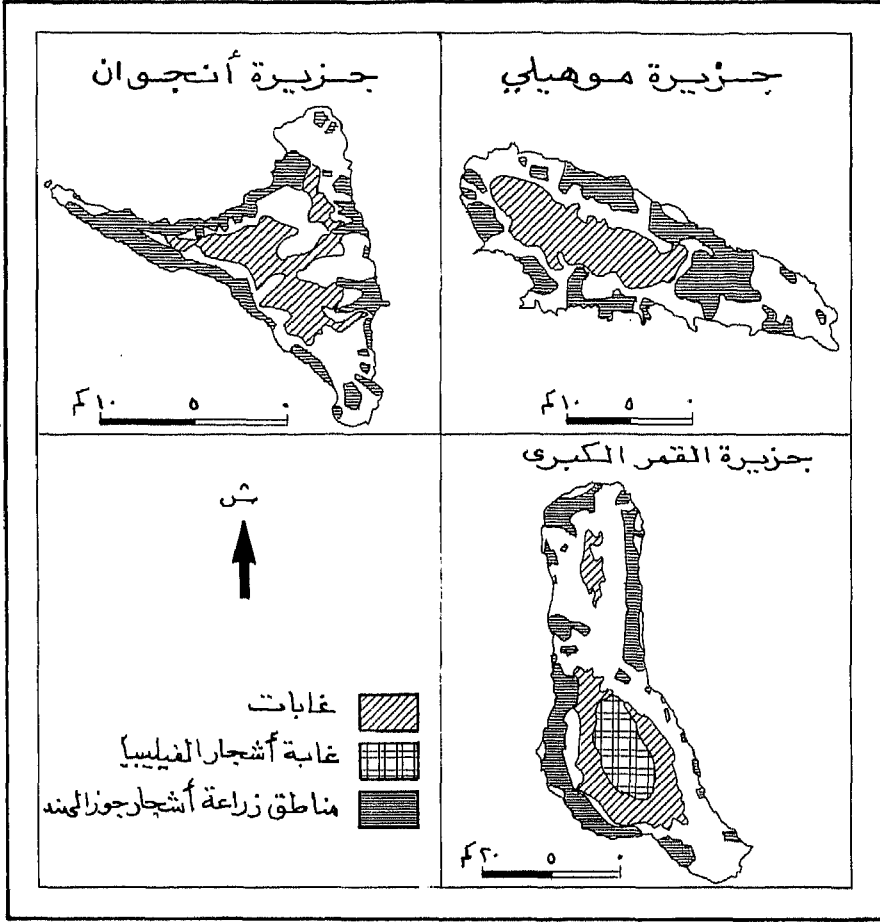 جزيرة موهيلي
١٠ كم ٥ ٠
جزيرة أنجوان
١٠ كم ٥ ٠
جزيرة القمر الكبرى
٢٠ كم ٥ ٠
ش
غابات
غابة أشجار الفيليبيا
مناطق زراعة أشجار جوز الهند